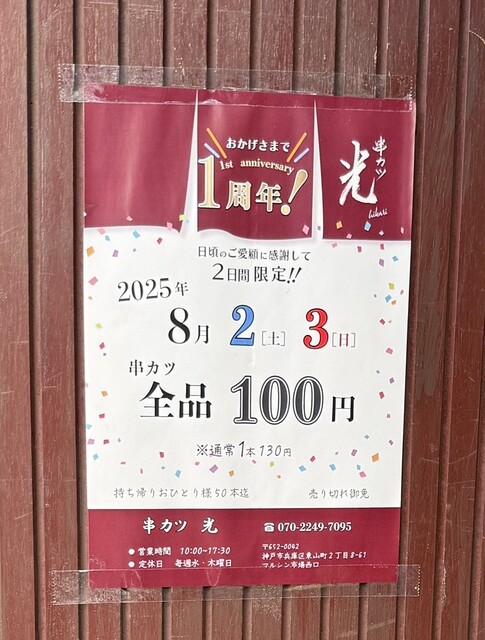 おかげさまで
1st anniversary
1周年!
串カツ
光
hikari
日頃のご愛顧に感謝して
2日間限定!!
2025年
8月2[土]3[日]
串カツ
全品100円
※通常1本130円
持ち帰りおひとり様50本迄 売り切れ御免
串カツ 光
● 営業時間 10:00~17:30
● 定休日 毎週水・木曜日
☎070-2249-7095
〒652-0042
神戸市兵庫区東山町2丁目8-61
マルシン市場西口